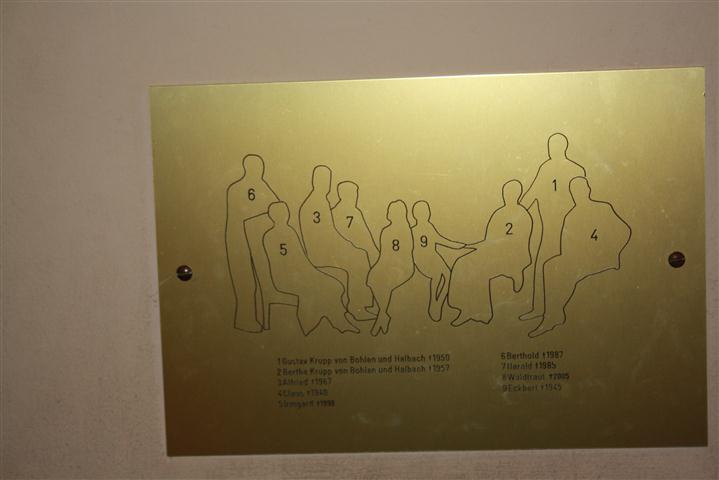 6
3
7
5
8
9
2
1
4
1 Gustav Krupp von Bohlen und Halbach †1950
2 Bertha Krupp von Bohlen und Halbach †1957
3 Alfried †1967
4 Claus †1940
5 Irmgard †1998
6 Berthold †1987
7 Harald †1985
8 Waldtraut †2005
9 Eckbert †1945